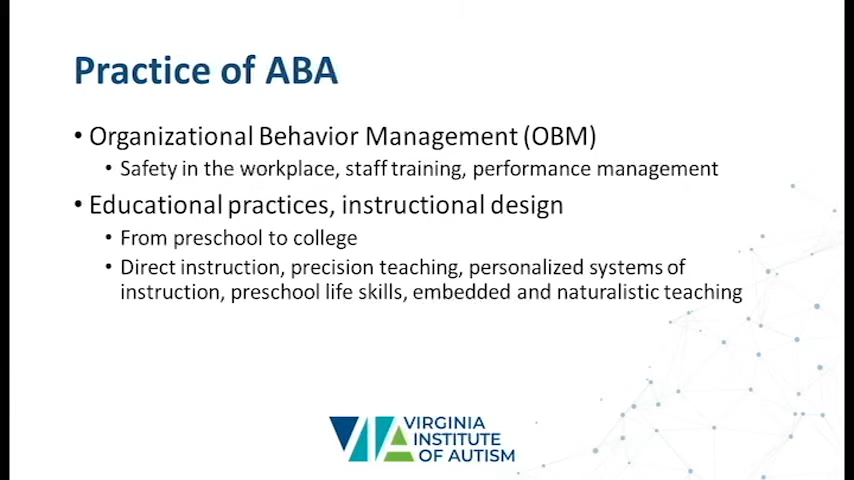 Practice of ABA
• Organizational Behavior Management (OBM)
• Safety in the workplace, staff training, performance management
• Educational practices, instructional design
• From preschool to college
• Direct instruction, precision teaching, personalized systems of
instruction, preschool life skills, embedded and naturalistic teaching
VIA VIRGINIA
INSTITUTE
OF AUTISM